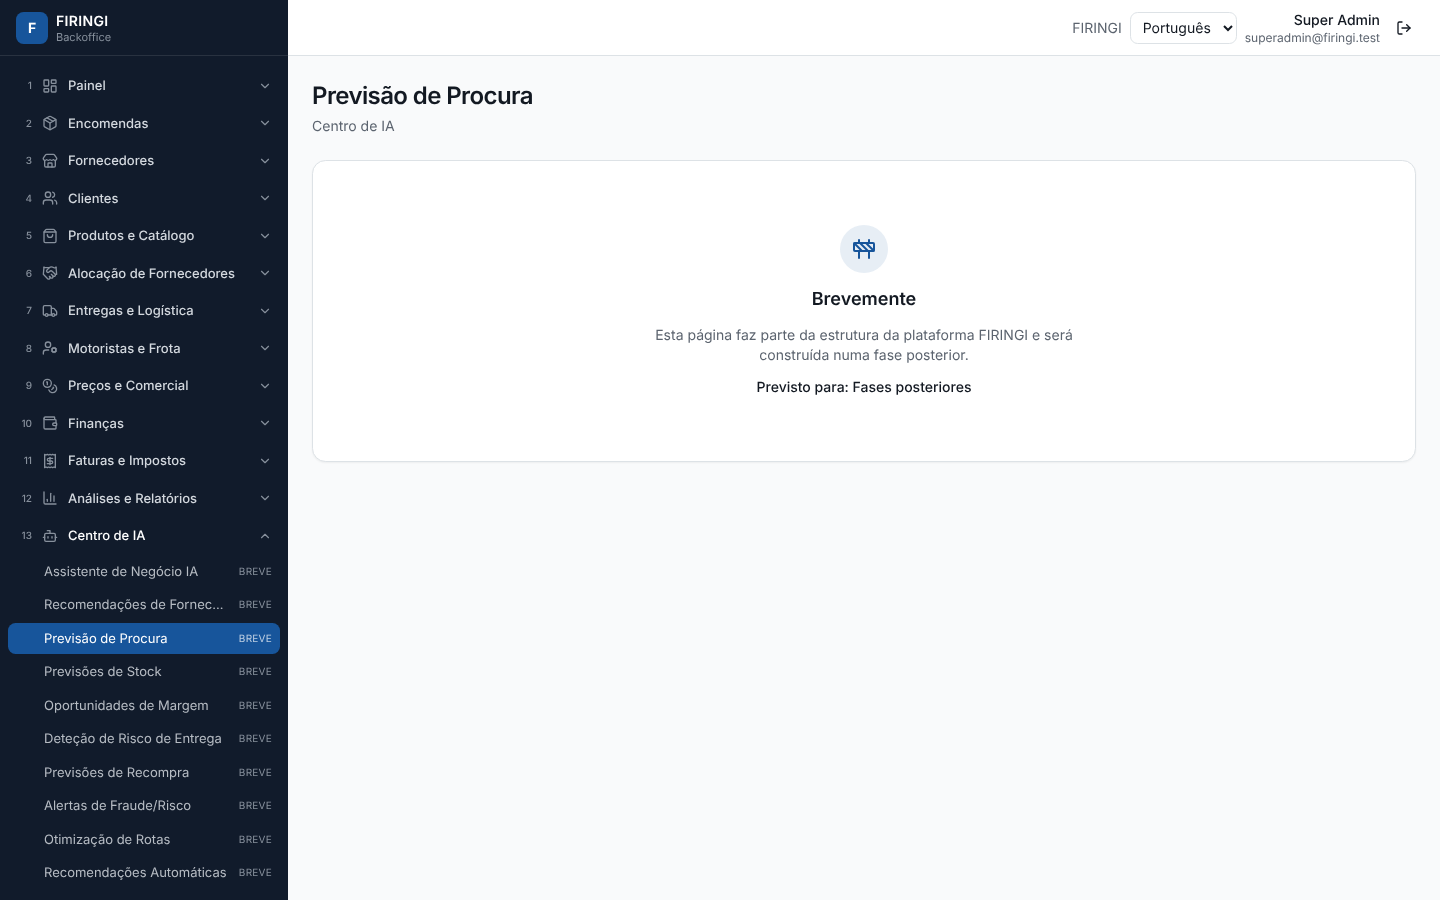 F
FIRINGI
Backoffice
FIRINGI
Português
Super Admin
superadmin@firingi.test
1 Painel
2 Encomendas
3 Fornecedores
4 Clientes
5 Produtos e Catálogo
6 Alocação de Fornecedores
7 Entregas e Logística
8 Motoristas e Frota
9 Preços e Comercial
10 Finanças
11 Faturas e Impostos
12 Análises e Relatórios
13 Centro de IA
Assistente de Negócio IA BREVE
Recomendações de Fornec... BREVE
Previsão de Procura BREVE
Previsões de Stock BREVE
Oportunidades de Margem BREVE
Deteção de Risco de Entrega BREVE
Previsões de Recompra BREVE
Alertas de Fraude/Risco BREVE
Otimização de Rotas BREVE
Recomendações Automáticas BREVE
Previsão de Procura
Centro de IA
Brevemente
Esta página faz parte da estrutura da plataforma FIRINGI e será
construída numa fase posterior.
Previsto para: Fases posteriores